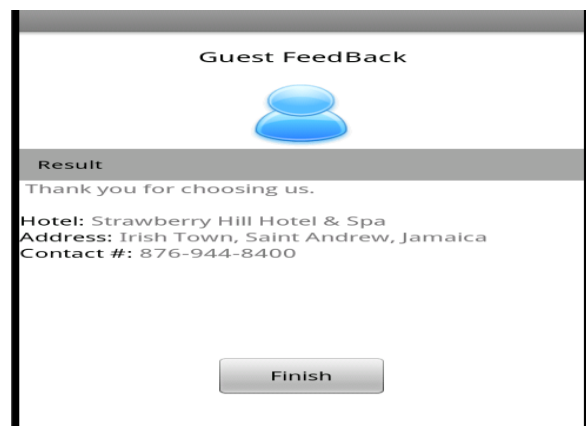 Guest FeedBack
Result
Thank you for choosing us.
Hotel: Strawberry Hill Hotel & Spa
Address: Irish Town, Saint Andrew, Jamaica
Contact #: 876-944-8400
Finish